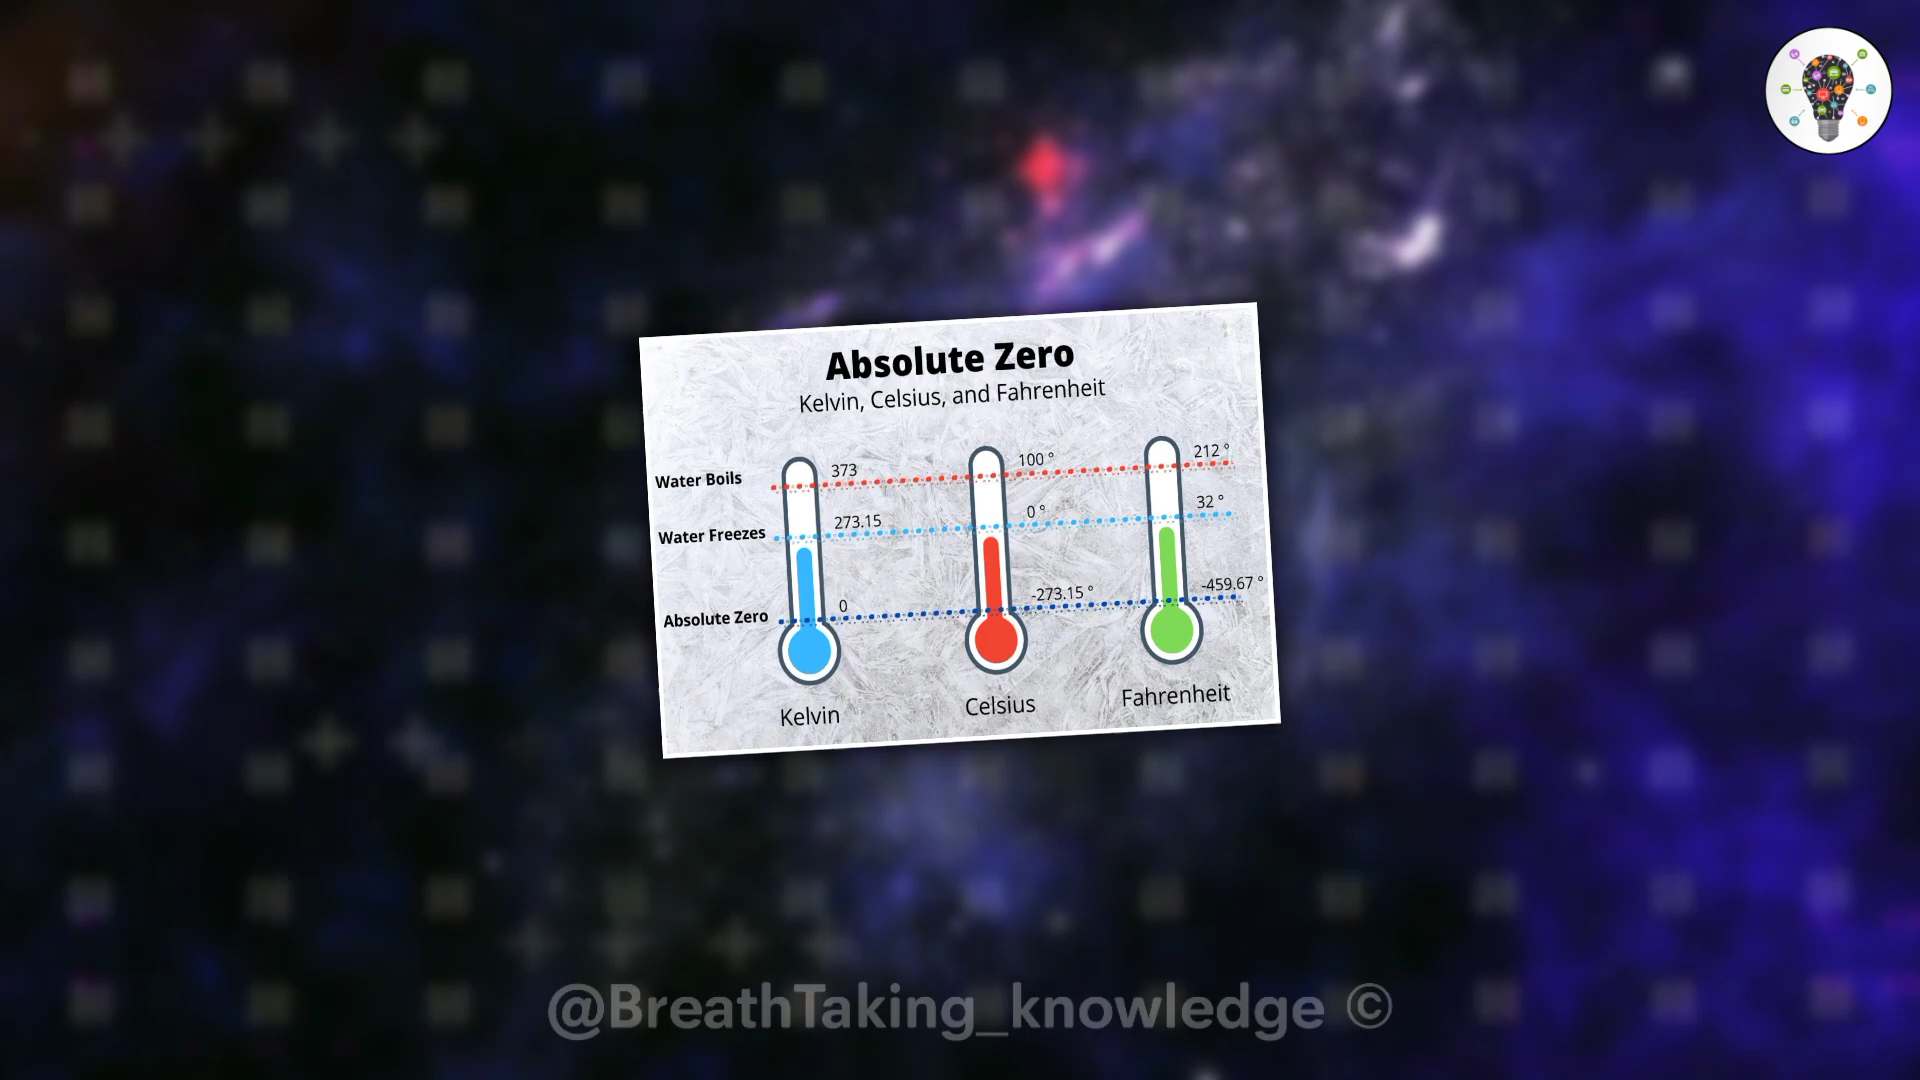 Absolute Zero
Kelvin, Celsius, and Fahrenheit
Water Boils 373 100 ° 212 °
Water Freezes 273.15 0 ° 32 °
Absolute Zero 0 -273.15 ° -459.67 °
Kelvin Celsius Fahrenheit
@BreathTaking_knowledge ©